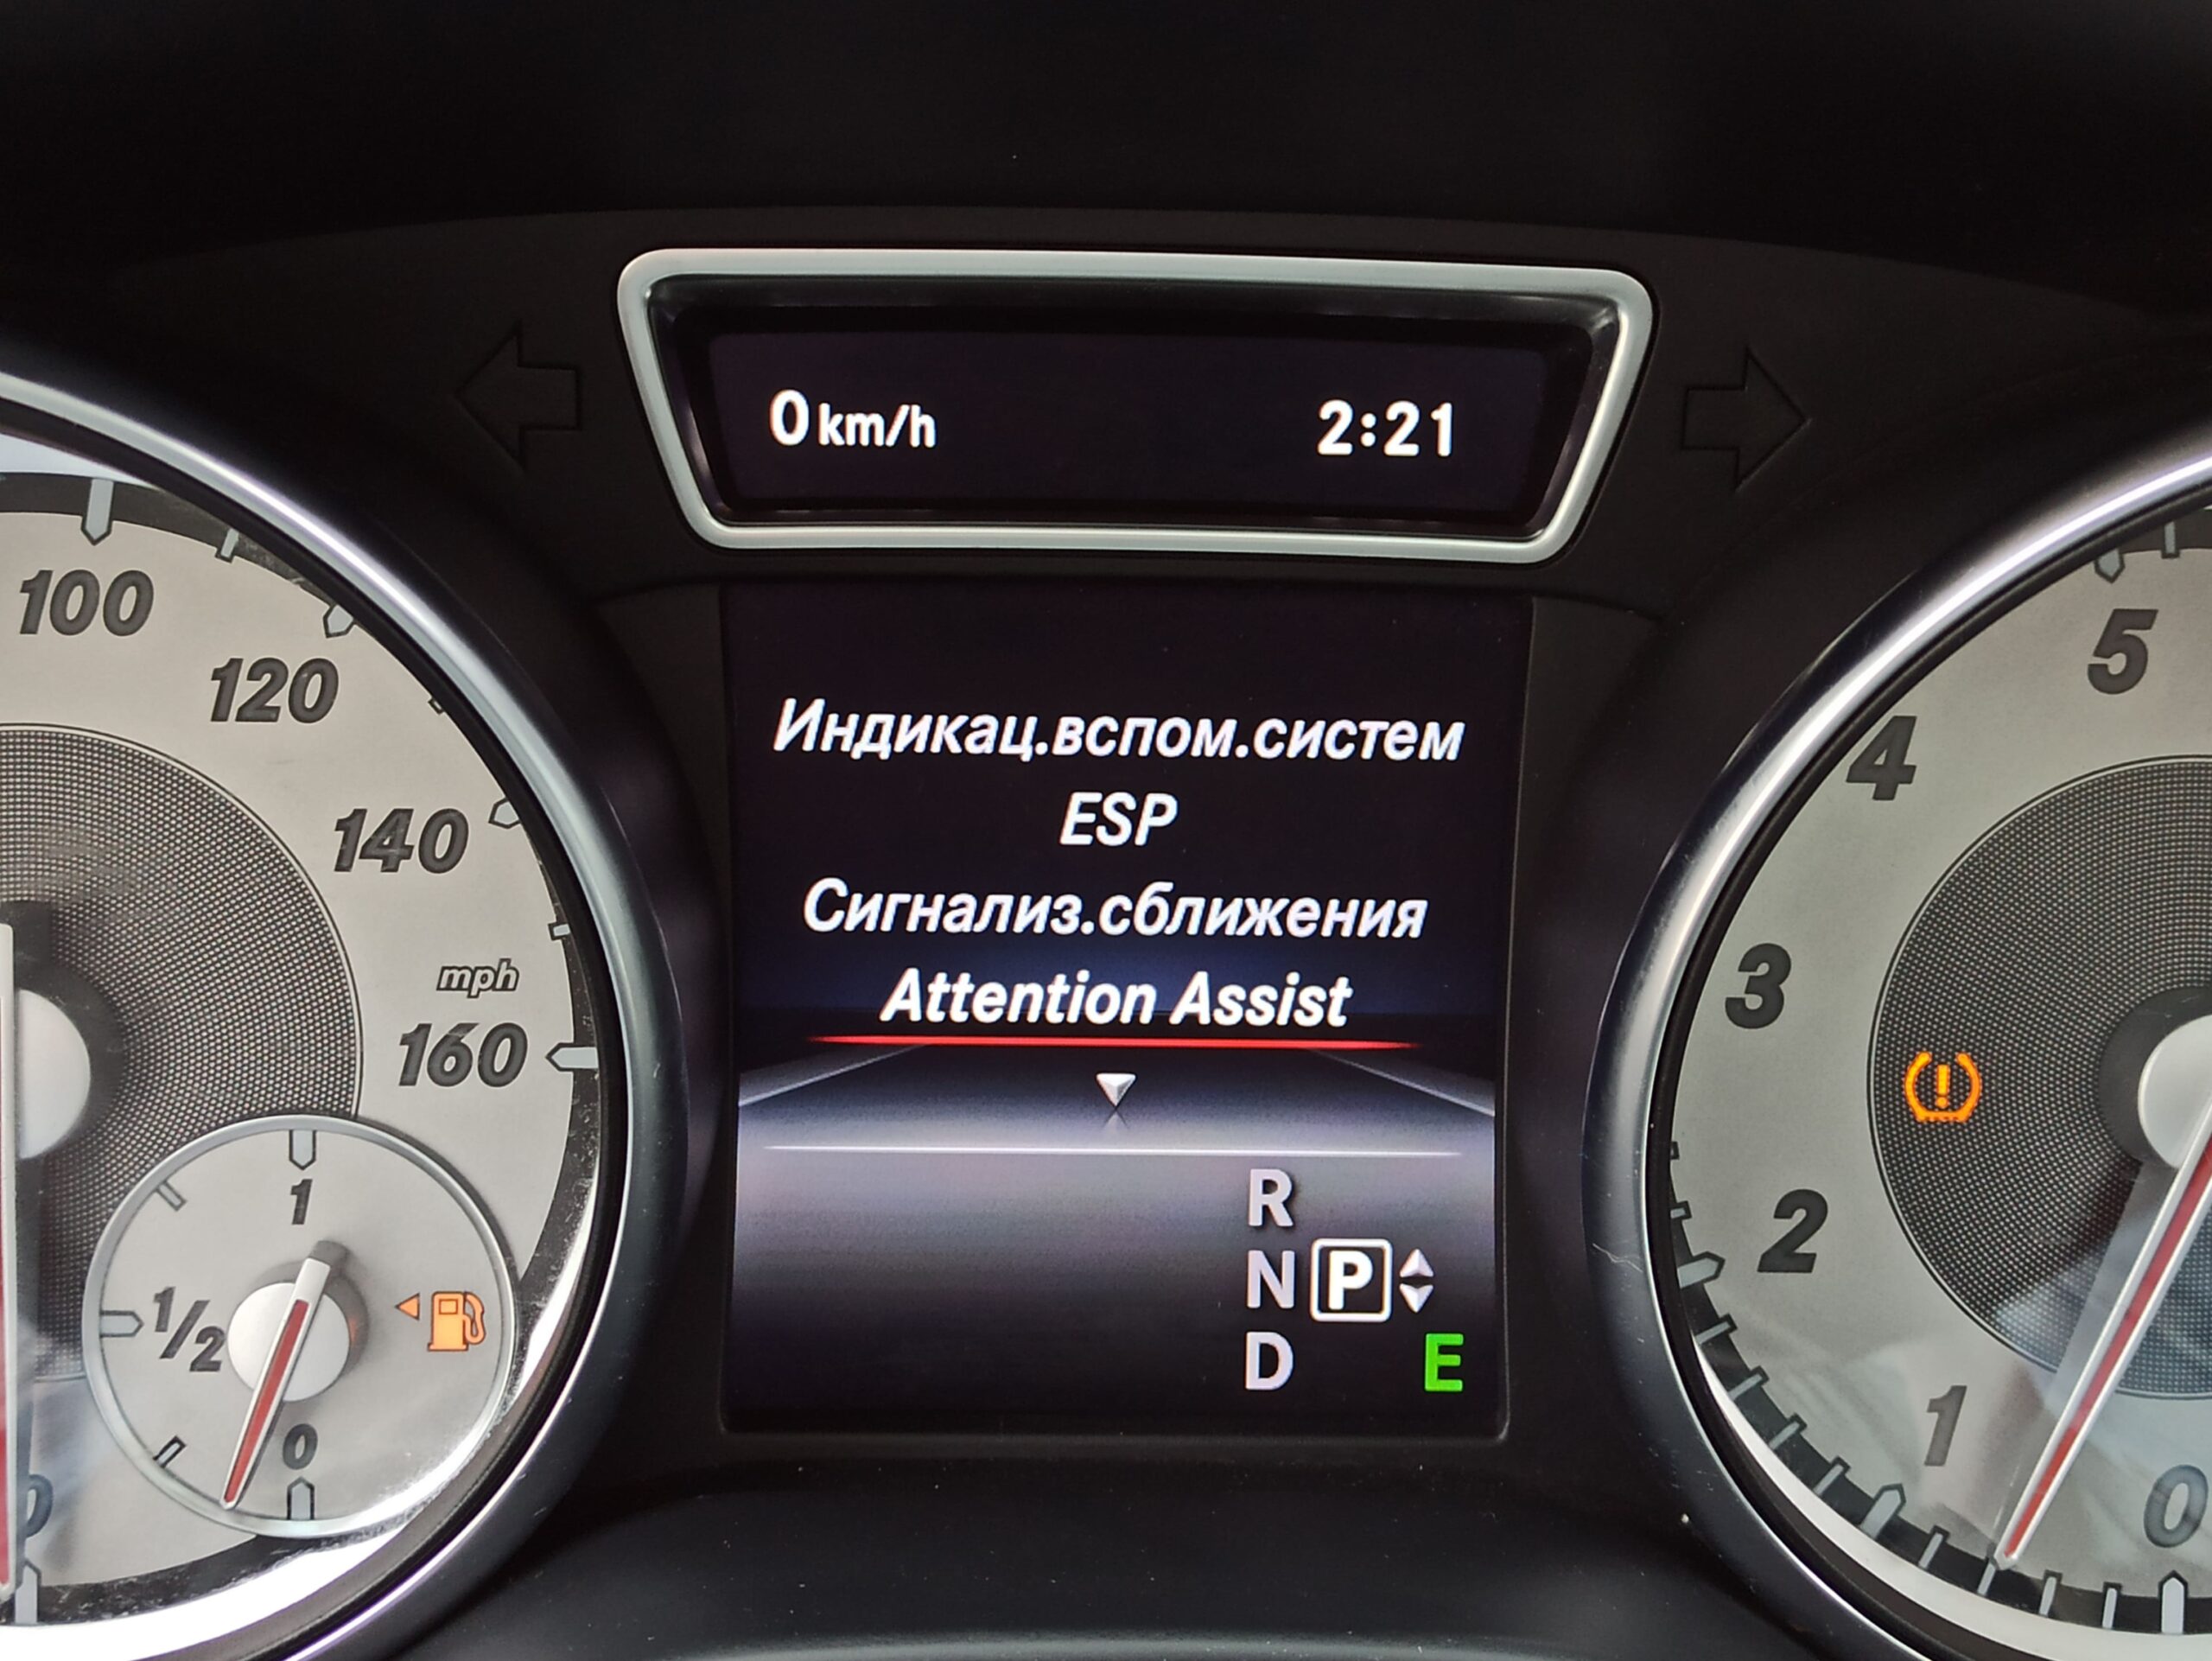 0 km/h 2:21
100
120
140
mph
160
1
1/2
0
Индикац.вспом.систем
ESP
Сигнализ.сближения
Attention Assist
R
N P
D E
5
4
3
2
1
0